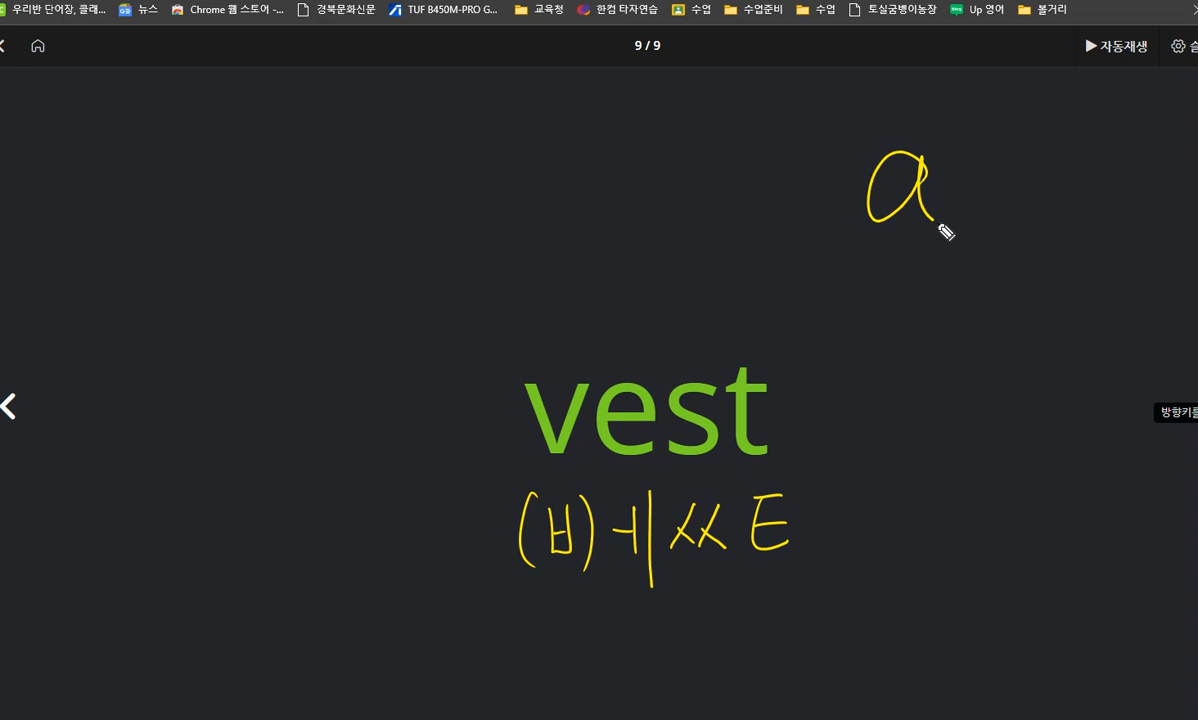 우리반 단어장, 클래... 뉴스 Chrome 웹 스토어 -... 경북문화신문 TUF B450M-PRO G... 교육청 한컴 타자연습 수업 수업준비 수업 토실굼벵이농장 Up 영어 볼거리
9 / 9 자동재생 슬
a
vest
방향키를
(ㅂ) ㅔ ㅆ ㅌ